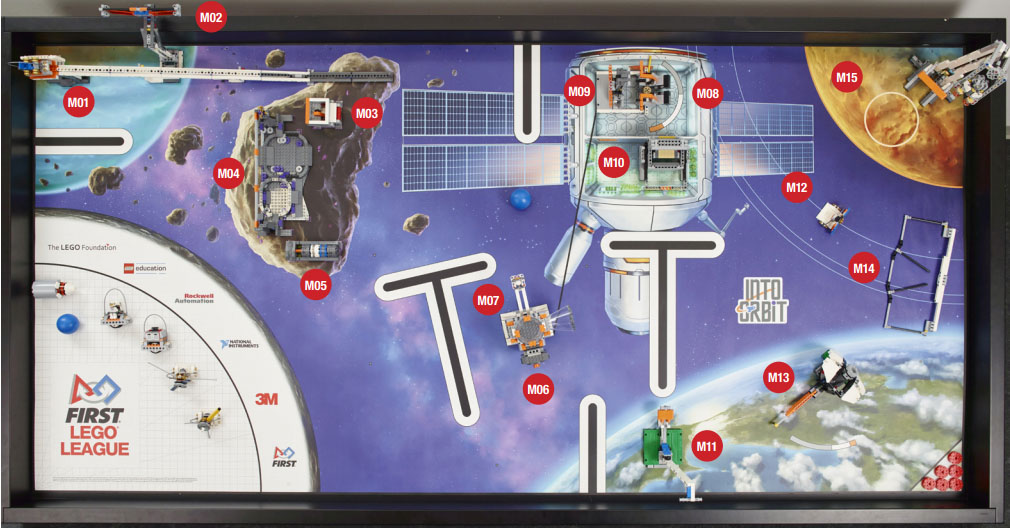 M02
M01
M03
M09
M08
M15
M04
M10
M12
M05
M07
M14
M06
M13
M11
The LEGO Foundation
LEGO education
Rockwell
Automation
NATIONAL
INSTRUMENTS
3M
FIRST
LEGO
LEAGUE
FIRST
INTO
ORBIT